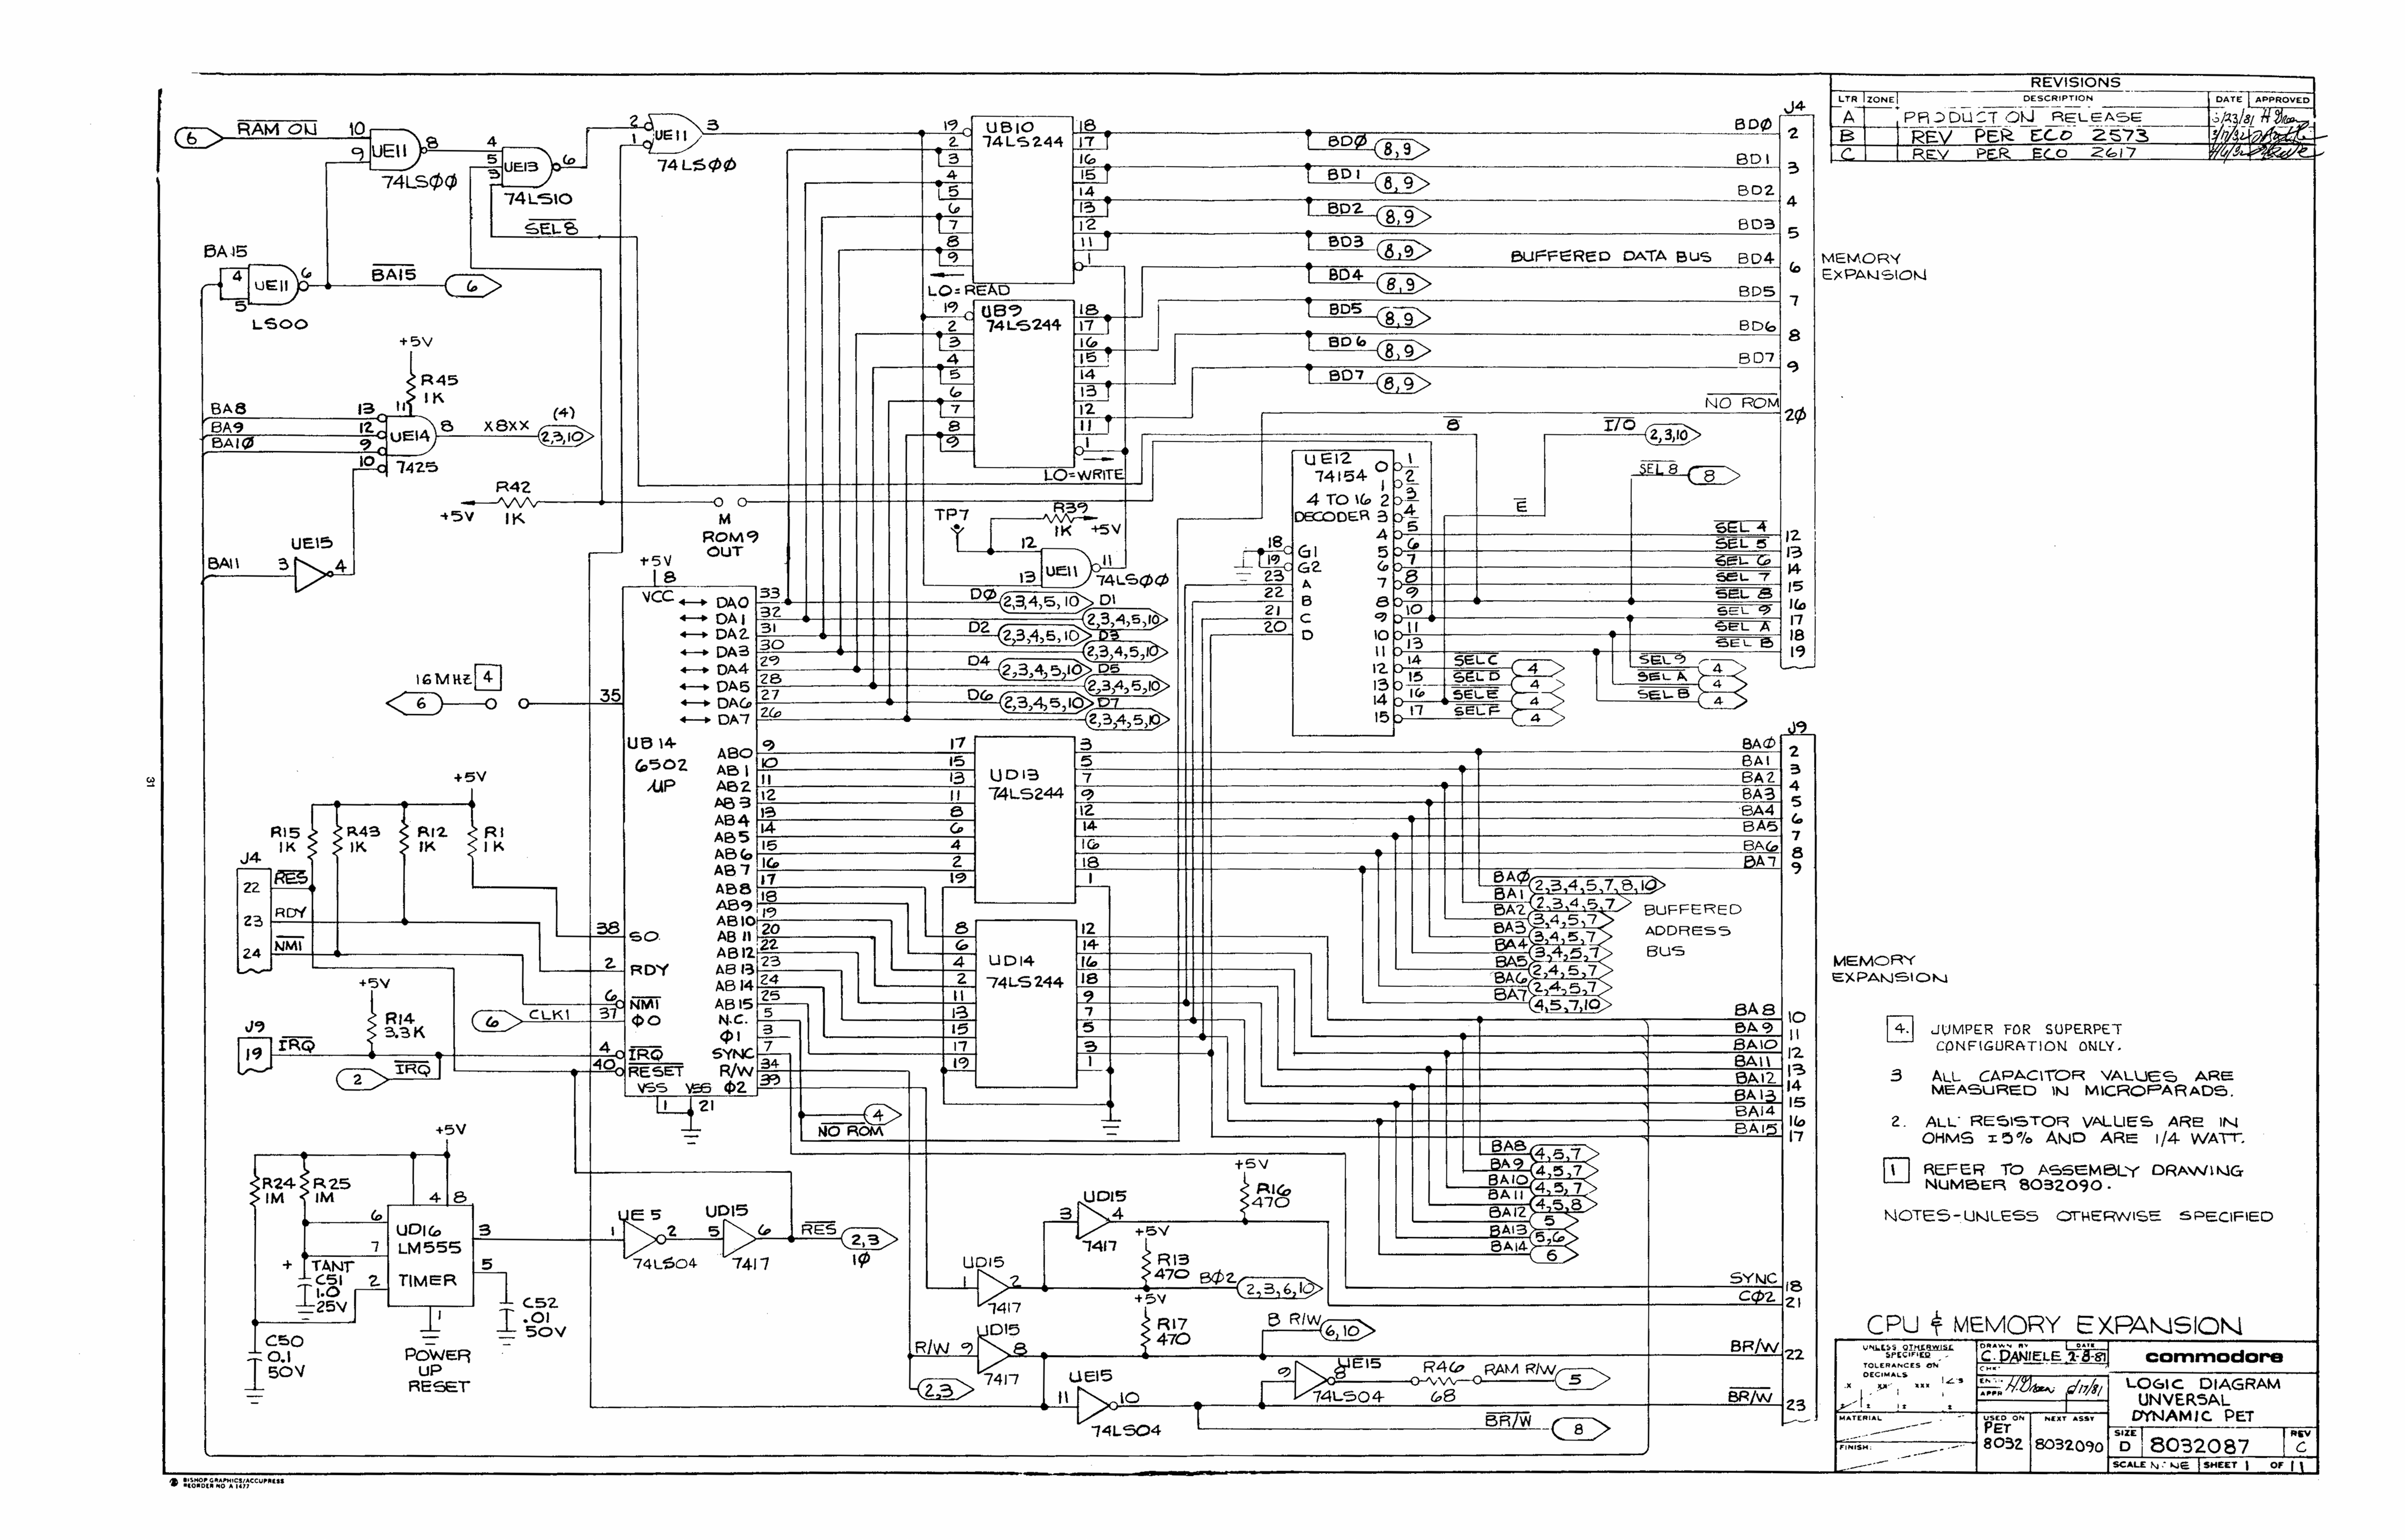 REVISIONS
LTR ZONE DESCRIPTION DATE APPROVED
A PRODUCTION RELEASE
B REV PER ECO 2573
C REV PER ECO 2617
6 RAM ON 10 9 UE11 8 74LS00
4 5 3 UE13 6 74LS10
SEL8
2 1 UE11 3 74LS00
BA15 4 5 UE11 6 BA15 6
LS00
+5V
R45
1K
BA8 13 11
BA9 12 UE14 8 X8XX (4) 2,3,10
BA10 9
10 7425
R42
+5V 1K
M
ROM9
OUT
UE15
BA11 3 4
19 UB10 18
2 74LS244 17
3 16
4 15
5 14
6 13
7 12
8 11
9 1
LO=READ
19 UB9 18
2 74LS244 17
3 16
4 15
5 14
6 13
7 12
8 11
9 1
LO=WRITE
J4
BD0 2
BD0 8,9
BD1 3
BD1 8,9
BD2 4
BD2 8,9
BD3 5
BD3 8,9
BUFFERED DATA BUS BD4 6
BD4 8,9
BD5 7
BD5 8,9
BD6 8
BD6 8,9
BD7 9
BD7 8,9
MEMORY
EXPANSION
NO ROM 20
8 I/O 2,3,10
SEL 8 8
E
TP7 R39
1K +5V
12 13 UE11 11 74LS00
UE12
74154
4 TO 16
DECODER
0 1
1 2
2 3
3 4
4 5 SEL 4 12
18 G1 5 6 SEL 5 13
19 G2 6 7 SEL 6 14
23 A 7 8 SEL 7 15
22 B 8 9 SEL 8 16
21 C 9 10 SEL 9 17
20 D 10 11 SEL A 18
11 13 SEL B 19
12 14 SELC 4 SEL9 4
13 15 SELD 4 SELA 4
14 16 SELE 4 SELB 4
15 17 SELF 4
+5V
8
VCC
DA0 33 D0 2,3,4,5,10
DA1 32 D1 2,3,4,5,10
DA2 31 D2 2,3,4,5,10
DA3 30 D3 2,3,4,5,10
DA4 29 D4 2,3,4,5,10
DA5 28 D5 2,3,4,5,10
DA6 27 D6 2,3,4,5,10
DA7 26 D7 2,3,4,5,10
16MHZ 4
6 35
UB14
6502
µP
AB0 9 17 3
AB1 10 15 5
AB2 11 13 7
AB3 12 11 9
AB4 13 8 12
AB5 14 6 14
AB6 15 4 16
AB7 16 2 18
19 1
UD13
74LS244
AB8 17 8 12
AB9 18 6 14
AB10 19 4 16
AB11 20 2 18
AB12 22 11 9
AB13 23 13 7
AB14 24 15 5
AB15 25 17 3
19 1
UD14
74LS244
N.C. 5
Φ1 3
SYNC 7
R/W 34
Φ2 39
VSS VSS
1 21
NO ROM 4
+5V
R15 1K
R43 1K
R12 1K
R1 1K
J4
22 RES
23 RDY
24 NMI
38 SO
2 RDY
6 NMI
6 CLK1 37 Φ0
+5V
R14
3.3K
J9
19 IRQ 4 IRQ
2 IRQ
40 RESET
J9
BA0 2
BA1 3
BA2 4
BA3 5
BA4 6
BA5 7
BA6 8
BA7 9
BA0 2,3,4,5,7,8,10
BA1 2,3,4,5,7
BA2 3,4,5,7
BA3 3,4,5,7
BA4 3,4,5,7
BA5 2,4,5,7
BA6 2,4,5,7
BA7 4,5,7,10
BUFFERED
ADDRESS
BUS
BA8 10
BA9 11
BA10 12
BA11 13
BA12 14
BA13 15
BA14 16
BA15 17
BA8 4,5,7
BA9 4,5,7
BA10 4,5,7
BA11 4,5,8
BA12 5
BA13 5,6
BA14 6
MEMORY
EXPANSION
4. JUMPER FOR SUPERPET
CONFIGURATION ONLY.
3 ALL CAPACITOR VALUES ARE
MEASURED IN MICROFARADS.
2. ALL RESISTOR VALUES ARE IN
OHMS ±5% AND ARE 1/4 WATT.
1 REFER TO ASSEMBLY DRAWING
NUMBER 8032090.
NOTES-UNLESS OTHERWISE SPECIFIED
+5V
R24 1M
R25 1M
4 8
6 UD16 3
7 LM555 5
2 TIMER
1
+ TANT
C51
1.0
25V
C50
0.1
50V
C52
.01
50V
POWER
UP
RESET
1 UE5 2 74LS04
5 UD15 6 7417
RES 2,3 10
UD15 3 4 7417
+5V
R16
470
UD15 1 2 7417
+5V
R13
470
BΦ2 2,3,6,10
SYNC 18
CΦ2 21
+5V
R17
470
B R/W 6,10
R/W 9 UD15 8 7417
2,3
BR/W 22
11 UE15 10 74LS04
9 UE15 8 74LS04
R46
68
RAM R/W 5
BR/W 23
BR/W 8
CPU & MEMORY EXPANSION
UNLESS OTHERWISE
SPECIFIED
TOLERANCES ON
DECIMALS
.X .XX .XXX
MATERIAL
FINISH:
DRAWN BY DATE
C. DANIELE 2-8-81
APPR
USED ON NEXT ASSY
PET
8032 8032090
commodore
LOGIC DIAGRAM
UNVERSAL
DYNAMIC PET
SIZE D 8032087 REV C
SCALE NONE SHEET 1 OF 11
31
BISHOP GRAPHICS/ACCUPRESS
REORDER NO. A 1677